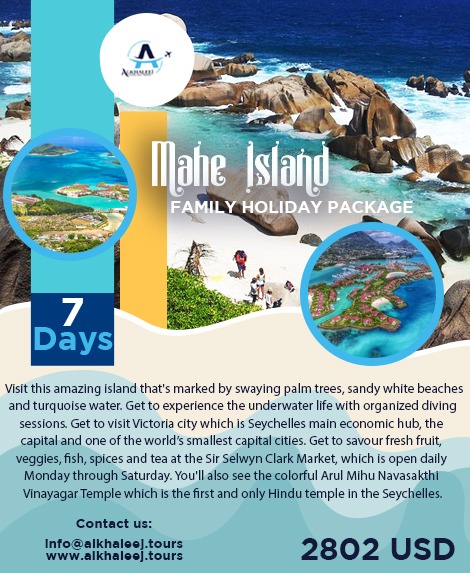 ALKHALEEJ
Mahe Island
FAMILY HOLIDAY PACKAGE
7
Days
Visit this amazing island that's marked by swaying palm trees, sandy white beaches
and turquoise water. Get to experience the underwater life with organized diving
sessions. Get to visit Victoria city which is Seychelles main economic hub, the
capital and one of the world's smallest capital cities. Get to savour fresh fruit,
veggies, fish, spices and tea at the Sir Selwyn Clark Market, which is open daily
Monday through Saturday. You'll also see the colorful Arul Mihu Navasakthi
Vinayagar Temple which is the first and only Hindu temple in the Seychelles.
Contact us:
info@alkhaleej.tours
www.alkhaleej.tours
2802 USD